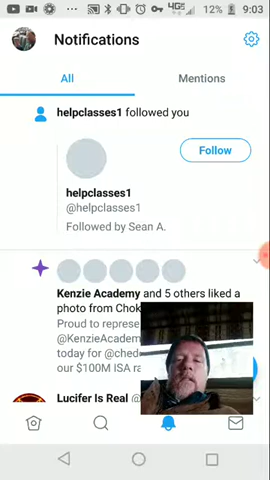 4G
12% 9:03
Notifications
All Mentions
helpclasses1 followed you
Follow
helpclasses1
@helpclasses1
Followed by Sean A.
Kenzie Academy and 5 others liked a
photo from Chok
Proud to represe
@KenzieAcadem
today for @ched
our $100M ISA ra
Lucifer Is Real @